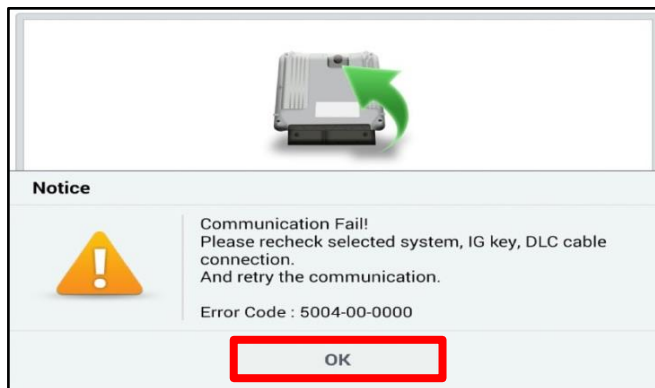 Notice
Communication Fail!
Please recheck selected system, IG key, DLC cable
connection.
And retry the communication.
Error Code : 5004-00-0000
OK